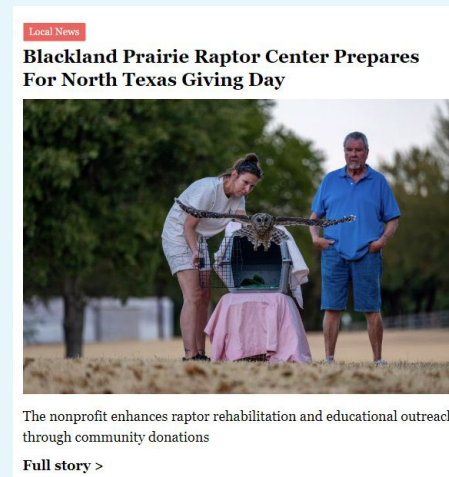 Local News
Blackland Prairie Raptor Center Prepares
For North Texas Giving Day
The nonprofit enhances raptor rehabilitation and educational outreach
through community donations
Full story >